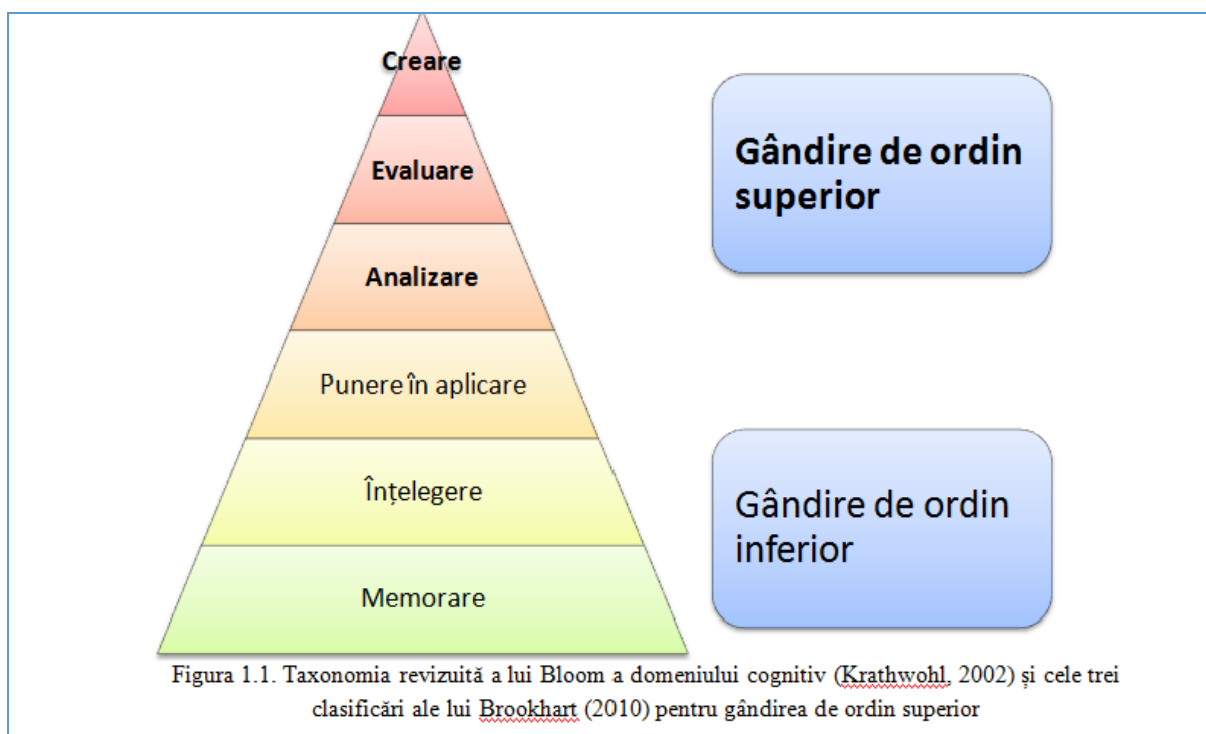 Creare
Evaluare
Analizare
Punere în aplicare
Înțelegere
Memorare
Gândire de ordin
superior
Gândire de ordin
inferior
Figura 1.1. Taxonomia revizuită a lui Bloom a domeniului cognitiv (Krathwohl, 2002) și cele trei
clasificări ale lui Brookhart (2010) pentru gândirea de ordin superior